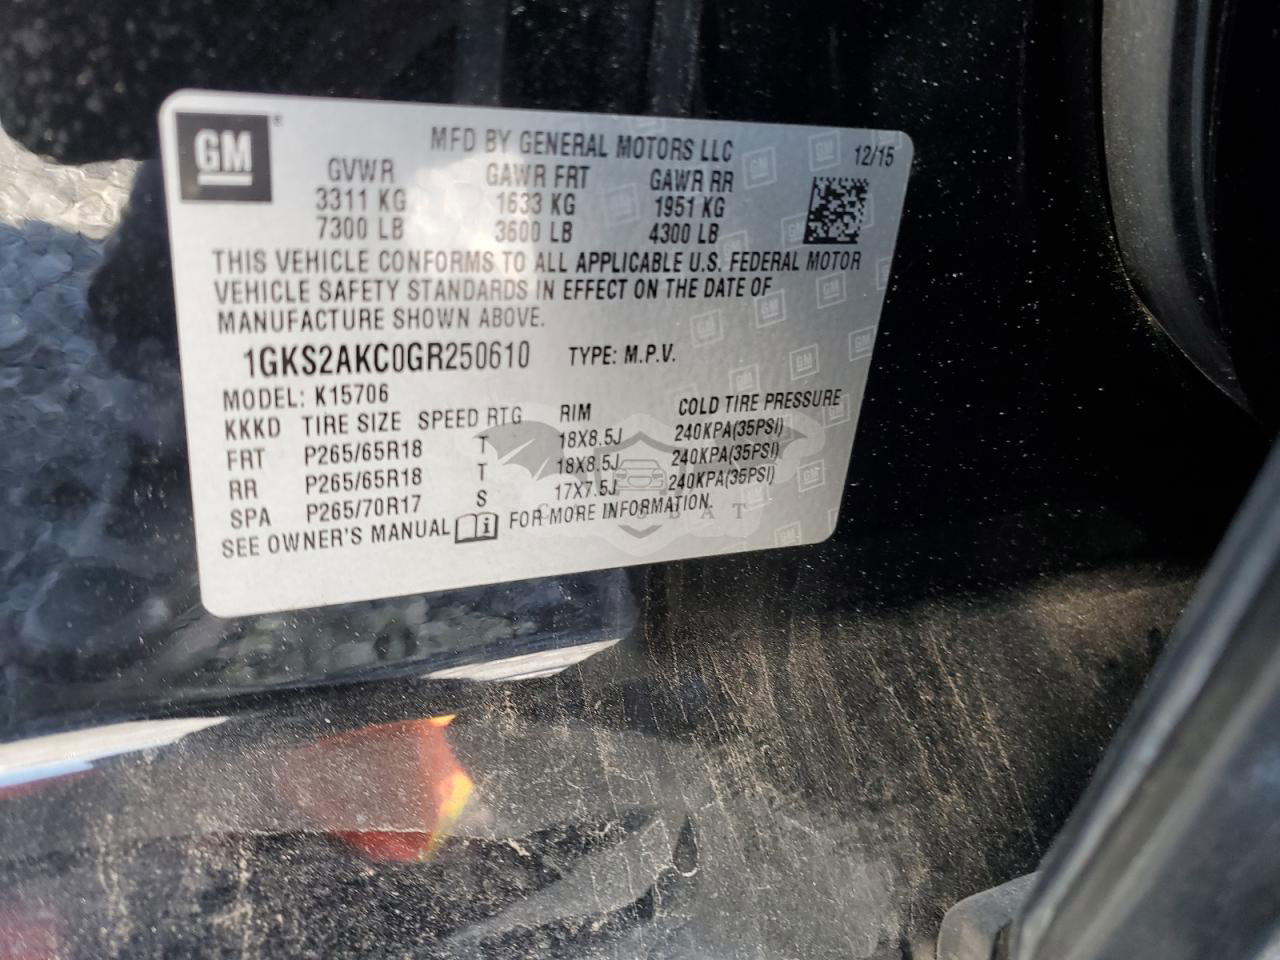 GM ® MFD BY GENERAL MOTORS LLC 12/15
GVWR GAWR FRT GAWR RR
3311 KG 1633 KG 1951 KG
7300 LB 3600 LB 4300 LB
THIS VEHICLE CONFORMS TO ALL APPLICABLE U.S. FEDERAL MOTOR
VEHICLE SAFETY STANDARDS IN EFFECT ON THE DATE OF
MANUFACTURE SHOWN ABOVE.
1GKS2AKC0GR250610 TYPE: M.P.V.
MODEL: K15706
KKKD TIRE SIZE SPEED RTG RIM COLD TIRE PRESSURE
FRT P265/65R18 T 18X8.5J 240KPA(35PSI)
RR P265/65R18 T 18X8.5J 240KPA(35PSI)
SPA P265/70R17 S 17X7.5J 240KPA(35PSI)
SEE OWNER'S MANUAL FOR MORE INFORMATION.